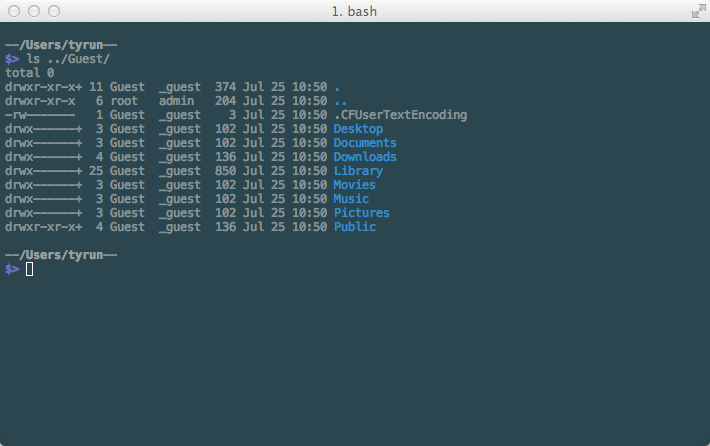 1. bash
——/Users/tyrun——
$> ls ../Guest/
total 0
drwxr-xr-x+ 11 Guest  _guest  374 Jul 25 10:50 .
drwxr-xr-x   6 root   admin   204 Jul 25 10:50 ..
-rw-------   1 Guest  _guest    3 Jul 25 10:50 .CFUserTextEncoding
drwx------+  3 Guest  _guest  102 Jul 25 10:50 Desktop
drwx------+  3 Guest  _guest  102 Jul 25 10:50 Documents
drwx------+  4 Guest  _guest  136 Jul 25 10:50 Downloads
drwx------+ 25 Guest  _guest  850 Jul 25 10:50 Library
drwx------+  3 Guest  _guest  102 Jul 25 10:50 Movies
drwx------+  3 Guest  _guest  102 Jul 25 10:50 Music
drwx------+  3 Guest  _guest  102 Jul 25 10:50 Pictures
drwxr-xr-x+  4 Guest  _guest  136 Jul 25 10:50 Public
——/Users/tyrun——
$>